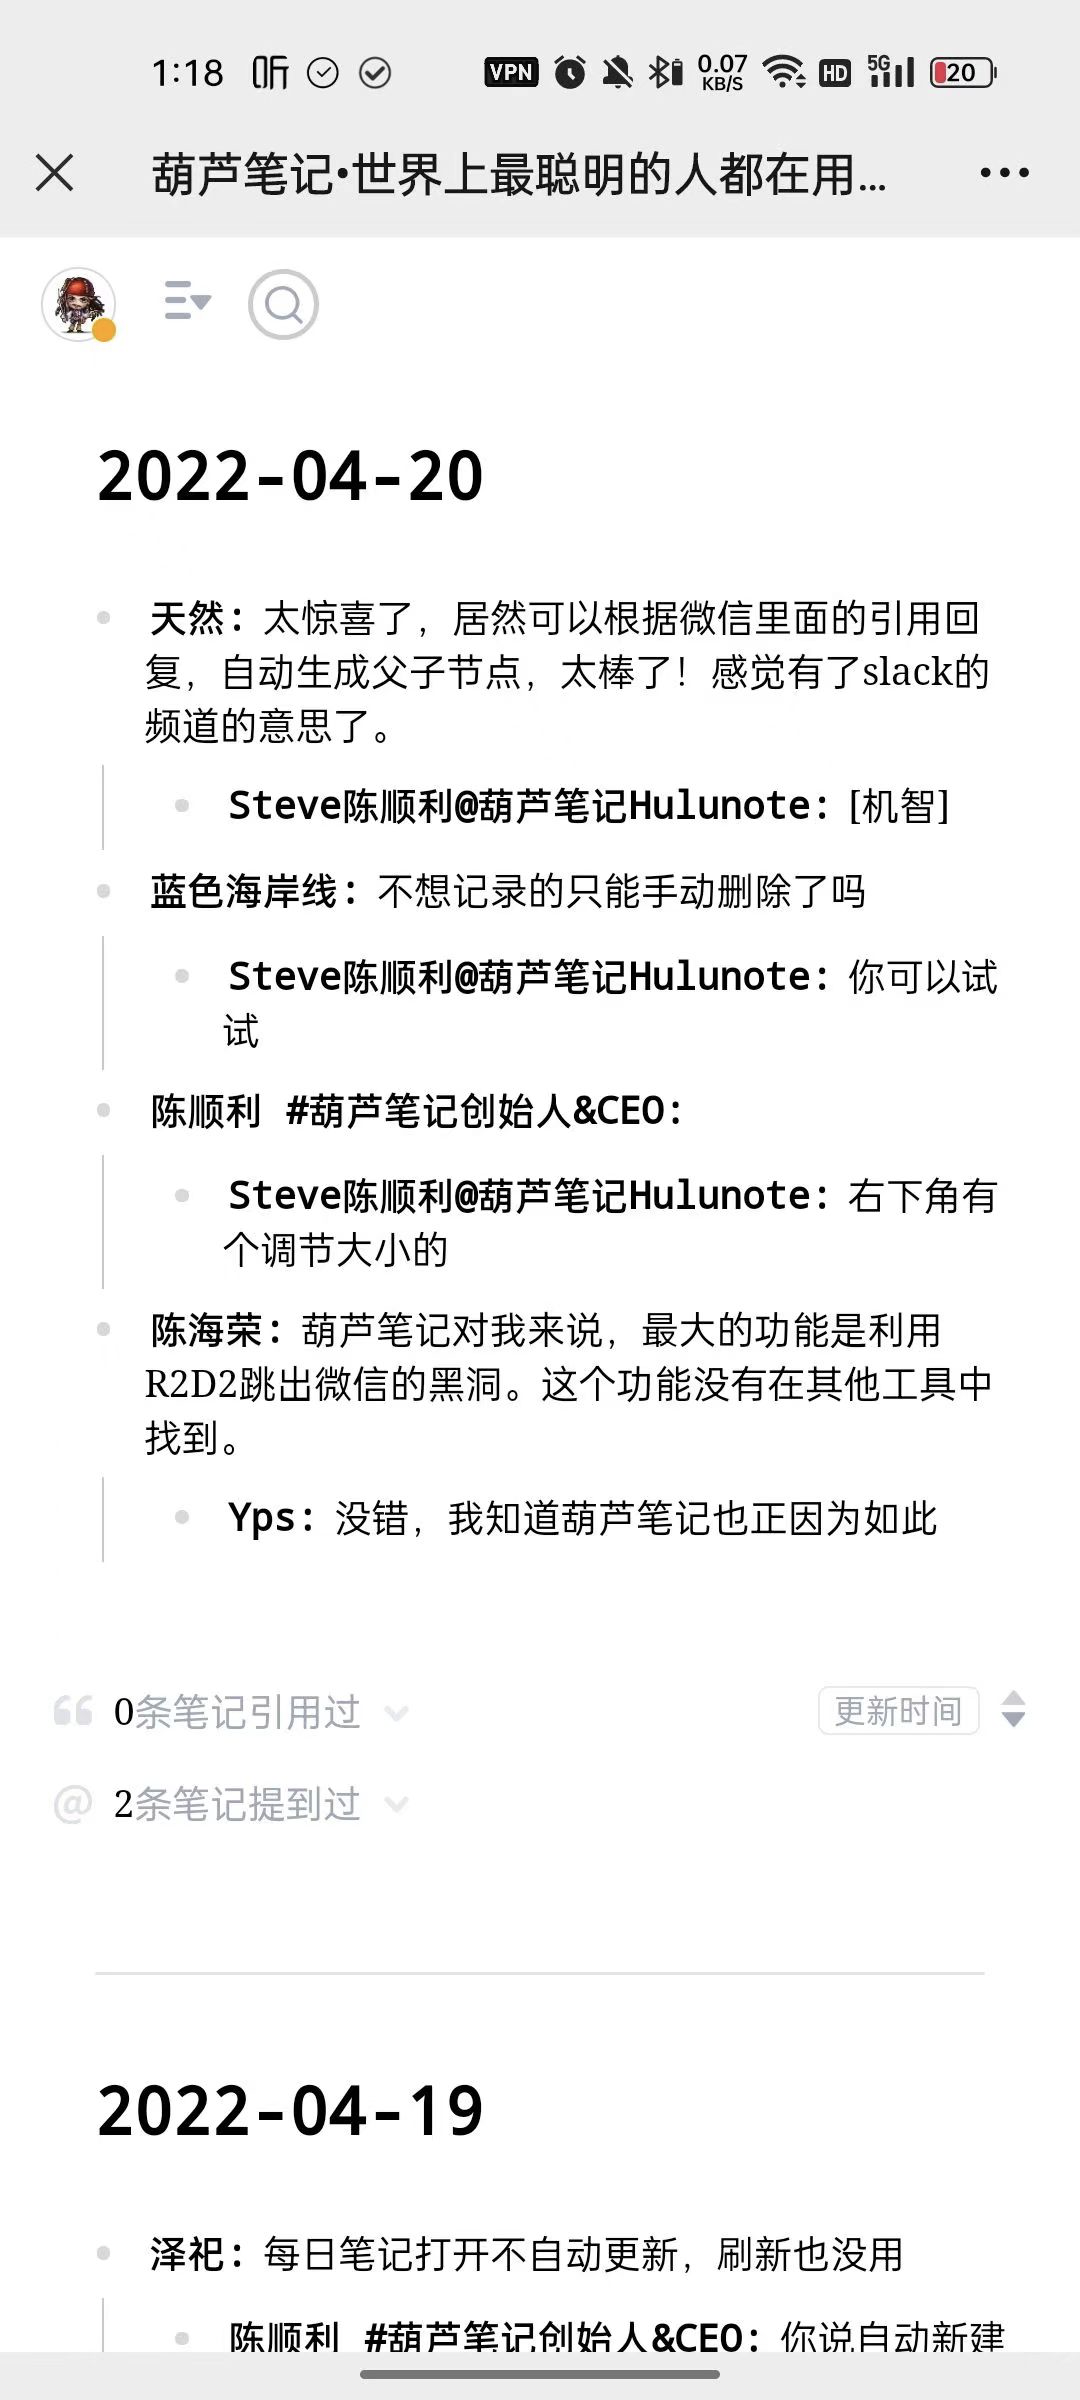 1:18 听 VPN 0.07 KB/S HD 5G 20
葫芦笔记·世界上最聪明的人都在用...
2022-04-20
天然：太惊喜了，居然可以根据微信里面的引用回
复，自动生成父子节点，太棒了！感觉有了slack的
频道的意思了。
Steve陈顺利@葫芦笔记Hulunote：[机智]
蓝色海岸线：不想记录的只能手动删除了吗
Steve陈顺利@葫芦笔记Hulunote：你可以试
试
陈顺利 #葫芦笔记创始人&CEO：
Steve陈顺利@葫芦笔记Hulunote：右下角有
个调节大小的
陈海荣：葫芦笔记对我来说，最大的功能是利用
R2D2跳出微信的黑洞。这个功能没有在其他工具中
找到。
Yps：没错，我知道葫芦笔记也正因为如此
0条笔记引用过 更新时间
@ 2条笔记提到过
2022-04-19
泽祀：每日笔记打开不自动更新，刷新也没用
陈顺利 #葫芦笔记创始人&CEO：你说自动新建